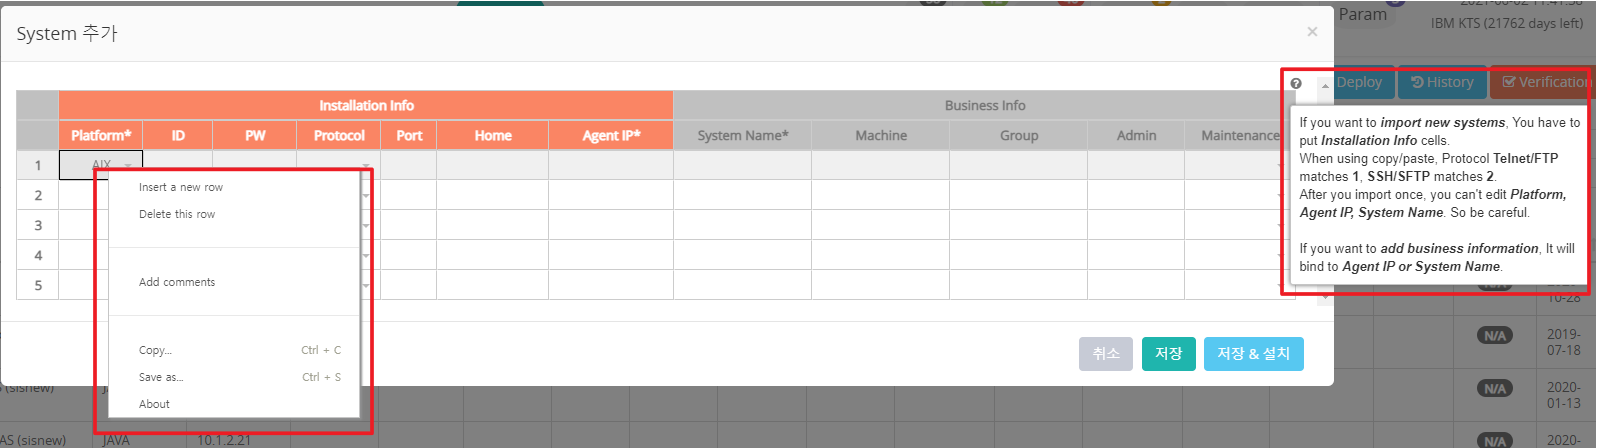 System 추가
×
Param
IBM KTS (21762 days left)
Deploy
History
Verification
Installation Info
Business Info
Platform* ID PW Protocol Port Home Agent IP* System Name* Machine Group Admin Maintenance
1 AIX
2
3
4
5
Insert a new row
Delete this row
Add comments
Copy... Ctrl + C
Save as... Ctrl + S
About
If you want to import new systems, You have to
put Installation Info cells.
When using copy/paste, Protocol Telnet/FTP
matches 1, SSH/SFTP matches 2.
After you import once, you can't edit Platform,
Agent IP, System Name. So be careful.
If you want to add business information, It will
bind to Agent IP or System Name.
취소
저장
저장 & 설치
10-28
N/A 2019-
07-18
(sisnew) N/A 2020-
01-13
AS (sisnew) JAVA 10.1.2.21 N/A 2020-